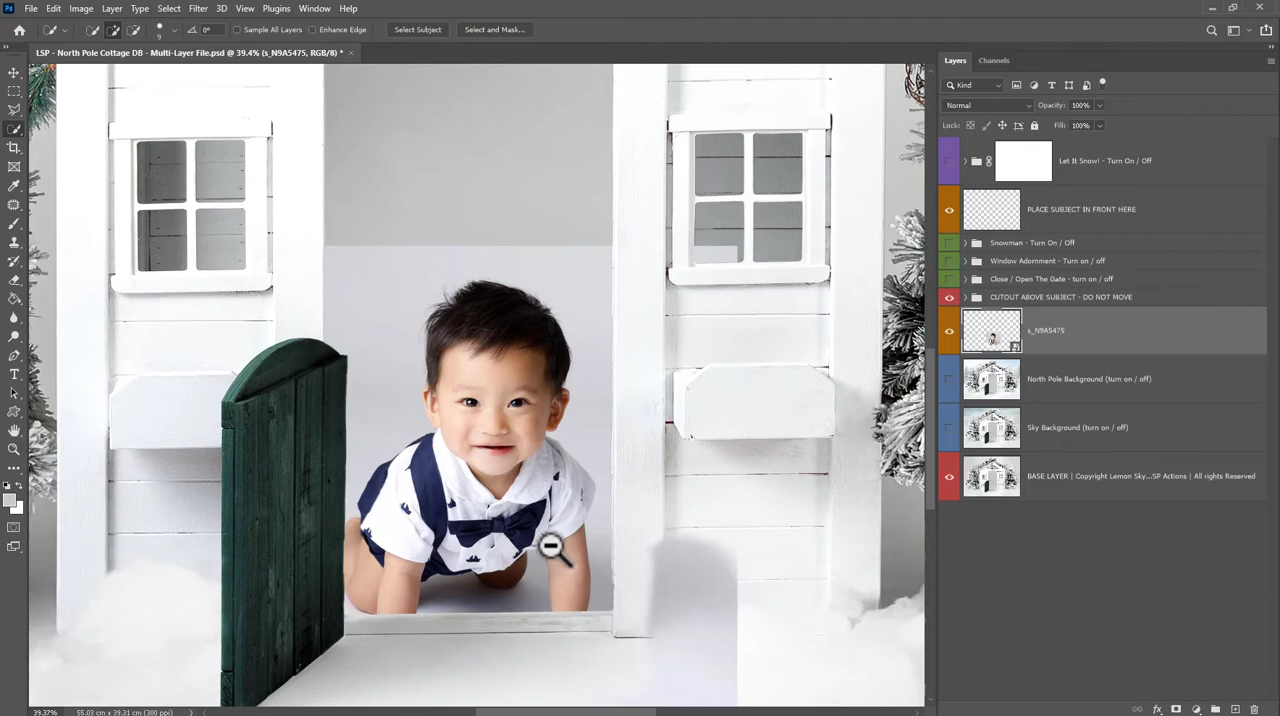 Ps File Edit Image Layer Type Select Filter 3D View Plugins Window Help
9 0° Sample All Layers Enhance Edge Select Subject Select and Mask...
LSP - North Pole Cottage DB - Multi-Layer File.psd @ 39.4% (s_N9A5475, RGB/8) *
Layers Channels
Kind
Normal Opacity: 100%
Lock: Fill: 100%
Let It Snow! - Turn On / Off
PLACE SUBJECT IN FRONT HERE
Snowman - Turn On / Off
Window Adornment - Turn on / off
Close / Open The Gate - turn on / off
CUTOUT ABOVE SUBJECT - DO NOT MOVE
s_N9A5475
North Pole Background (turn on / off)
Sky Background (turn on / off)
BASE LAYER | Copyright Lemon Sky...SP Actions | All rights Reserved
39.37% 55.03 cm x 39.31 cm (300 ppi)